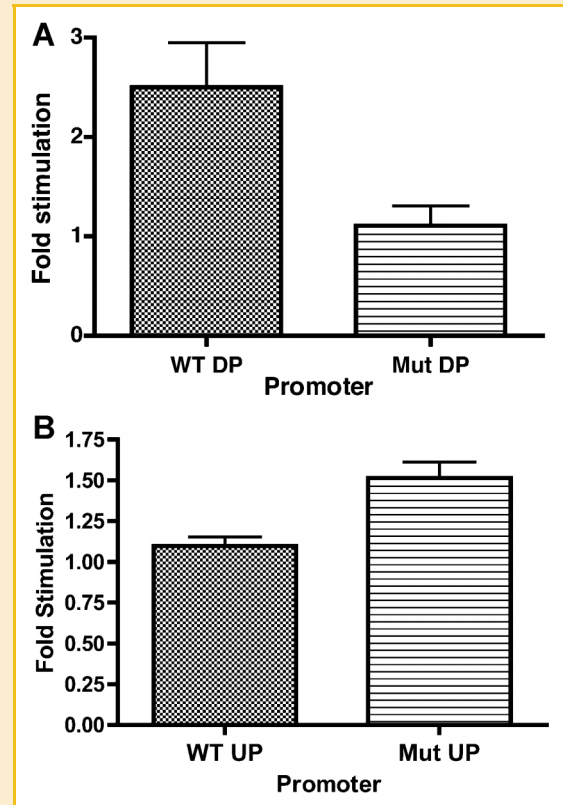 A
3
2
1
0
Fold stimulation
WT DP
Mut DP
Promoter
B
1.75
1.50
1.25
1.00
0.75
0.50
0.25
0.00
Fold Stimulation
WT UP
Mut UP
Promoter